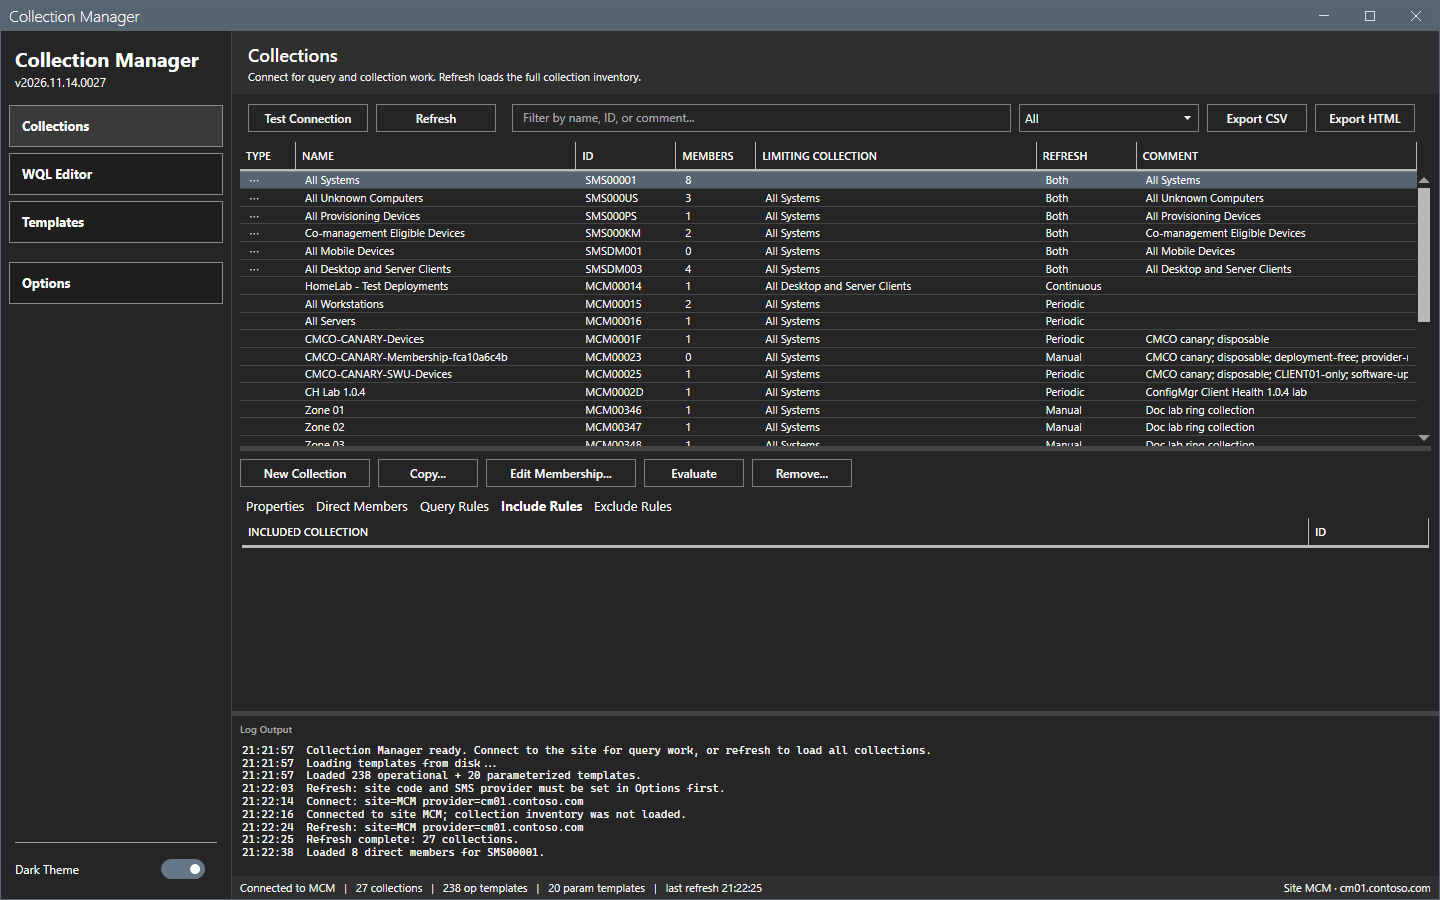 Collection Manager
Collection Manager
v2026.11.14.0027
Collections
WQL Editor
Templates
Options
Dark Theme
Collections
Connect for query and collection work. Refresh loads the full collection inventory.
Test Connection Refresh Filter by name, ID, or comment... All Export CSV Export HTML
TYPE NAME ID MEMBERS LIMITING COLLECTION REFRESH COMMENT
... All Systems SMS00001 8 Both All Systems
... All Unknown Computers SMS000US 3 All Systems Both All Unknown Computers
... All Provisioning Devices SMS000PS 1 All Systems Both All Provisioning Devices
... Co-management Eligible Devices SMS000KM 2 All Systems Both Co-management Eligible Devices
... All Mobile Devices SMSDM001 0 All Systems Both All Mobile Devices
... All Desktop and Server Clients SMSDM003 4 All Systems Both All Desktop and Server Clients
HomeLab - Test Deployments MCM00014 1 All Desktop and Server Clients Continuous
All Workstations MCM00015 2 All Systems Periodic
All Servers MCM00016 1 All Systems Periodic
CMCO-CANARY-Devices MCM0001F 1 All Systems Periodic CMCO canary; disposable
CMCO-CANARY-Membership-fca10a6c4b MCM00023 0 All Systems Manual CMCO canary; disposable; deployment-free; provider-
CMCO-CANARY-SWU-Devices MCM00025 1 All Systems Periodic CMCO canary; disposable; CLIENT01-only; software-up
CH Lab 1.0.4 MCM0002D 1 All Systems Periodic ConfigMgr Client Health 1.0.4 lab
Zone 01 MCM00346 1 All Systems Manual Doc lab ring collection
Zone 02 MCM00347 1 All Systems Manual Doc lab ring collection
Zone 03 MCM00348 1 All Systems Manual Doc lab ring collection
New Collection Copy... Edit Membership... Evaluate Remove...
Properties Direct Members Query Rules Include Rules Exclude Rules
INCLUDED COLLECTION ID
Log Output
21:21:57 Collection Manager ready. Connect to the site for query work, or refresh to load all collections.
21:21:57 Loading templates from disk...
21:21:57 Loaded 238 operational + 20 parameterized templates.
21:22:03 Refresh: site code and SMS provider must be set in Options first.
21:22:14 Connect: site=MCM provider=cm01.contoso.com
21:22:16 Connected to site MCM; collection inventory was not loaded.
21:22:24 Refresh: site=MCM provider=cm01.contoso.com
21:22:25 Refresh complete: 27 collections.
21:22:38 Loaded 8 direct members for SMS00001.
Connected to MCM | 27 collections | 238 op templates | 20 param templates | last refresh 21:22:25 Site MCM · cm01.contoso.com